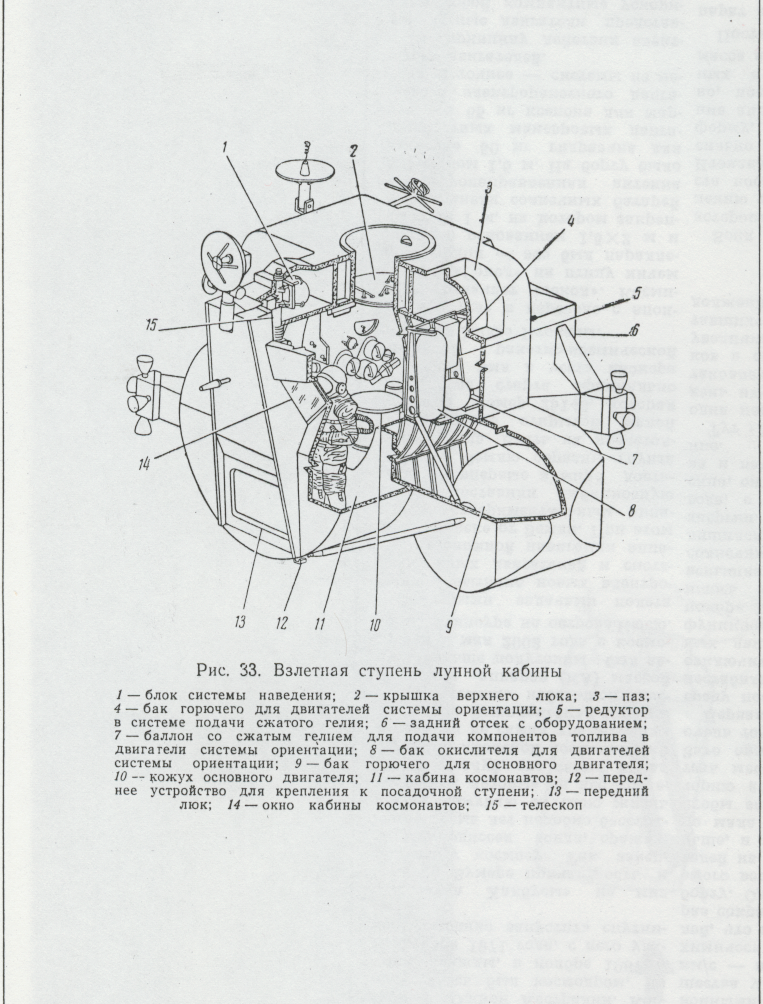 1
2
3
4
5
6
15
14
7
8
13
12
11
10
9
Рис. 33. Взлетная ступень лунной кабины
1 — блок системы наведения; 2 — крышка верхнего люка; 3 — паз;
4 — бак горючего для двигателей системы ориентации; 5 — редуктор
в системе подачи сжатого гелия; 6 — задний отсек с оборудованием;
7 — баллон со сжатым гелием для подачи компонентов топлива в
двигатели системы ориентации; 8 — бак окислителя для двигателей
системы ориентации; 9 — бак горючего для основного двигателя;
10 — кожух основного двигателя; 11 — кабина космонавтов; 12 — перед-
нее устройство для крепления к посадочной ступени; 13 — передний
люк; 14 — окно кабины космонавтов; 15 — телескоп